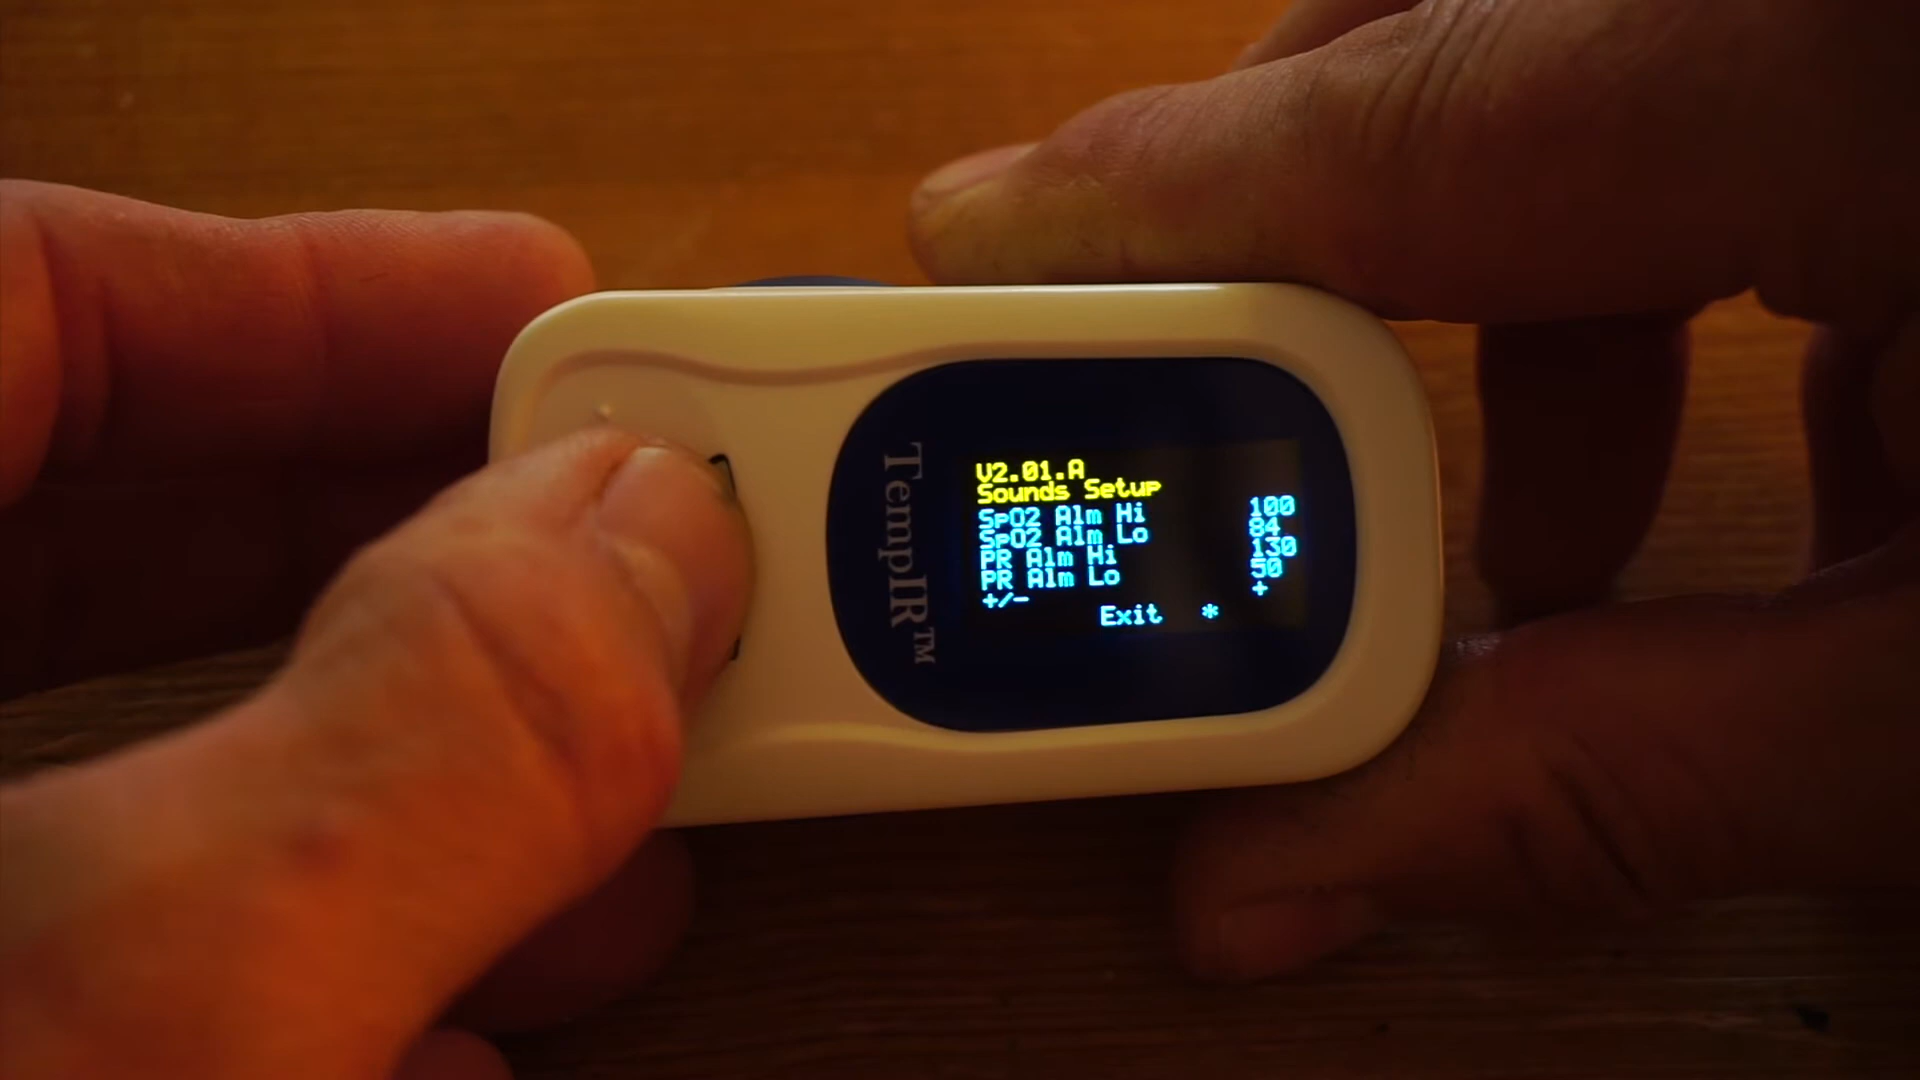 TempIR™
V2.01.A
Sounds Setup
SpO2 Alm Hi 100
SpO2 Alm Lo 84
PR Alm Hi 130
PR Alm Lo 50
+/- +
Exit *